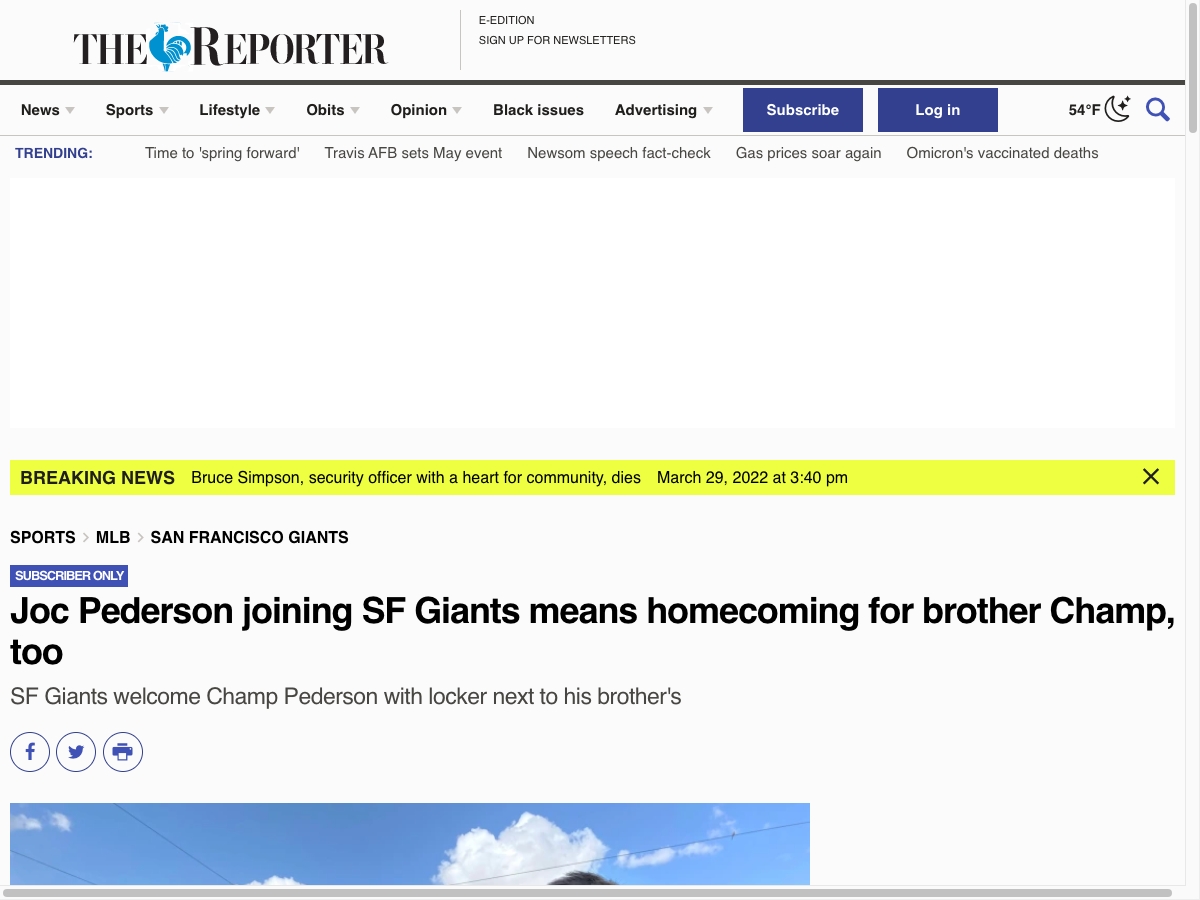 THE REPORTER
E-EDITION
SIGN UP FOR NEWSLETTERS
News Sports Lifestyle Obits Opinion Black issues Advertising Subscribe Log in 54°F
TRENDING: Time to 'spring forward' Travis AFB sets May event Newsom speech fact-check Gas prices soar again Omicron's vaccinated deaths
BREAKING NEWS Bruce Simpson, security officer with a heart for community, dies March 29, 2022 at 3:40 pm
SPORTS > MLB > SAN FRANCISCO GIANTS
SUBSCRIBER ONLY
Joc Pederson joining SF Giants means homecoming for brother Champ,
too
SF Giants welcome Champ Pederson with locker next to his brother's